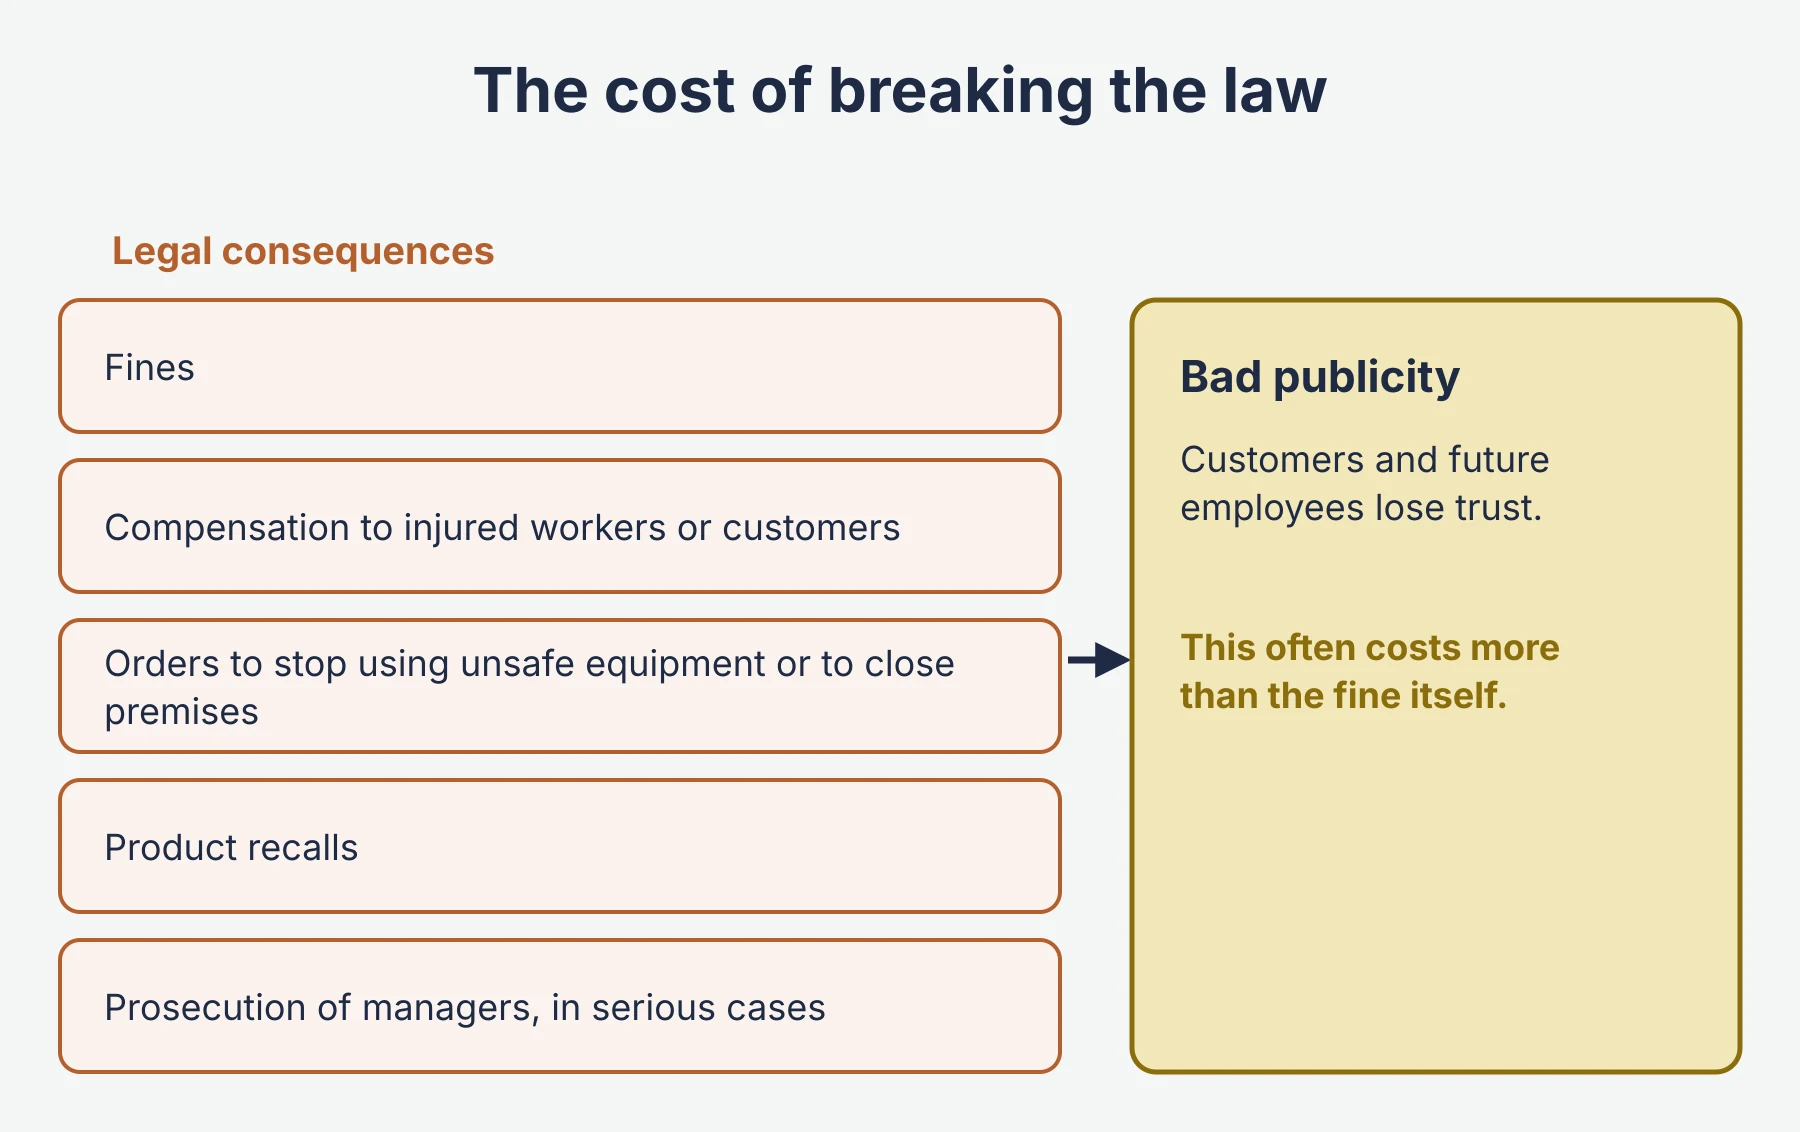 The cost of breaking the law
Legal consequences
Fines
Compensation to injured workers or customers
Orders to stop using unsafe equipment or to close
premises
Product recalls
Prosecution of managers, in serious cases
Bad publicity
Customers and future
employees lose trust.
This often costs more
than the fine itself.